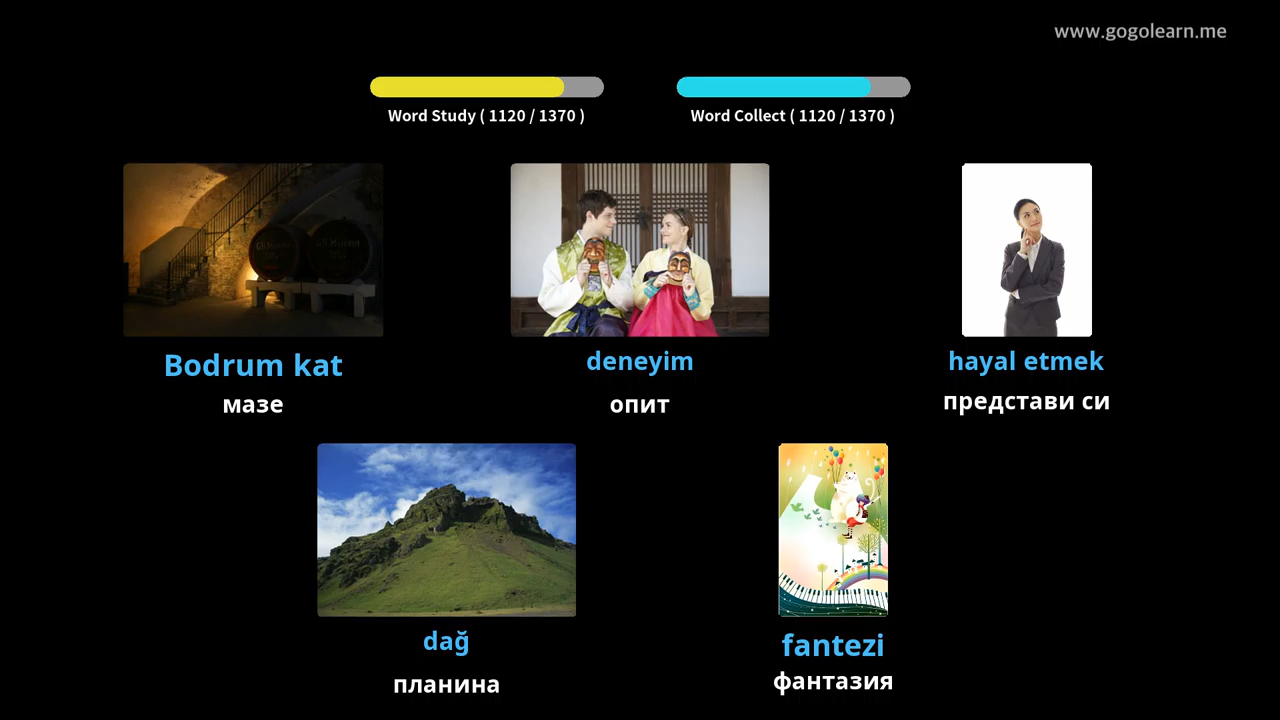 www.gogolearn.me
Word Study ( 1120 / 1370 )
Word Collect ( 1120 / 1370 )
Bodrum kat
мазе
deneyim
опит
hayal etmek
представи си
dağ
планина
fantezi
фантазия